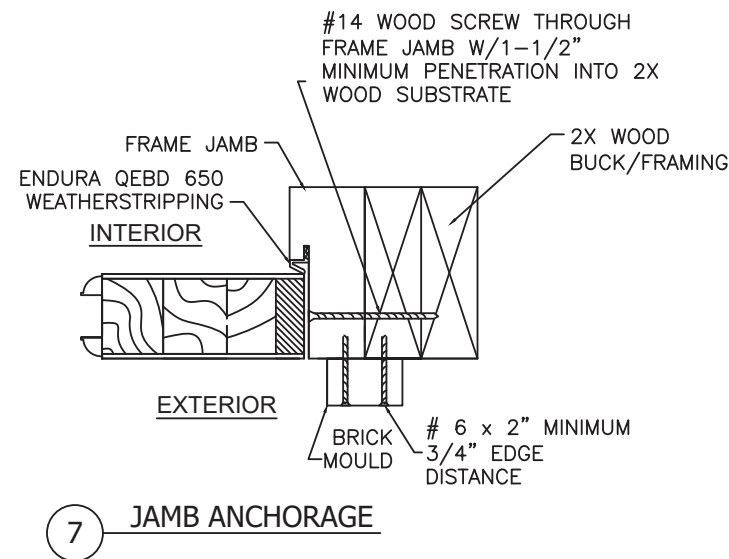 #14 WOOD SCREW THROUGH
FRAME JAMB W/1-1/2"
MINIMUM PENETRATION INTO 2X
WOOD SUBSTRATE
FRAME JAMB
2X WOOD
BUCK/FRAMING
ENDURA QEBD 650
WEATHERSTRIPPING
INTERIOR
EXTERIOR
BRICK
MOULD
# 6 x 2" MINIMUM
3/4" EDGE
DISTANCE
7 JAMB ANCHORAGE